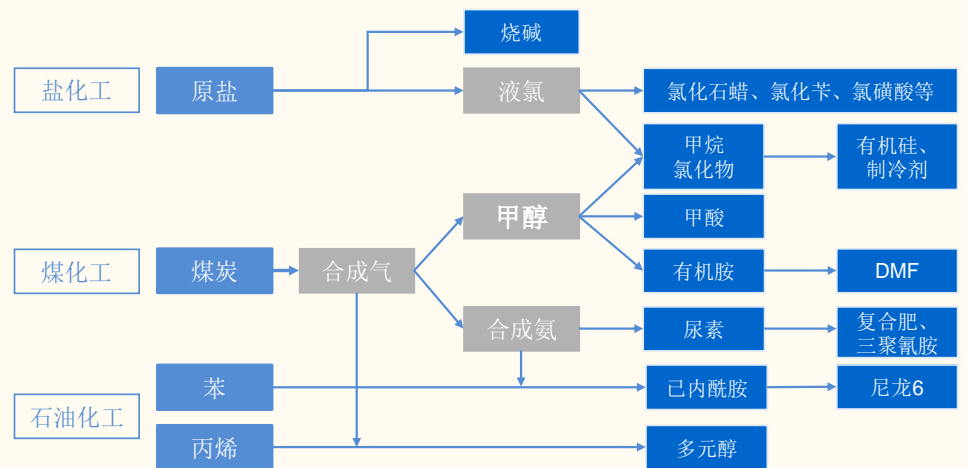 烧碱
盐化工
原盐
液氯
氯化石蜡、氯化苄、氯磺酸等
甲烷
氯化物
有机硅、
制冷剂
甲醇
甲酸
煤化工
煤炭
合成气
有机胺
DMF
合成氨
尿素
复合肥、
三聚氰胺
石油化工
苯
已内酰胺
尼龙6
丙烯
多元醇